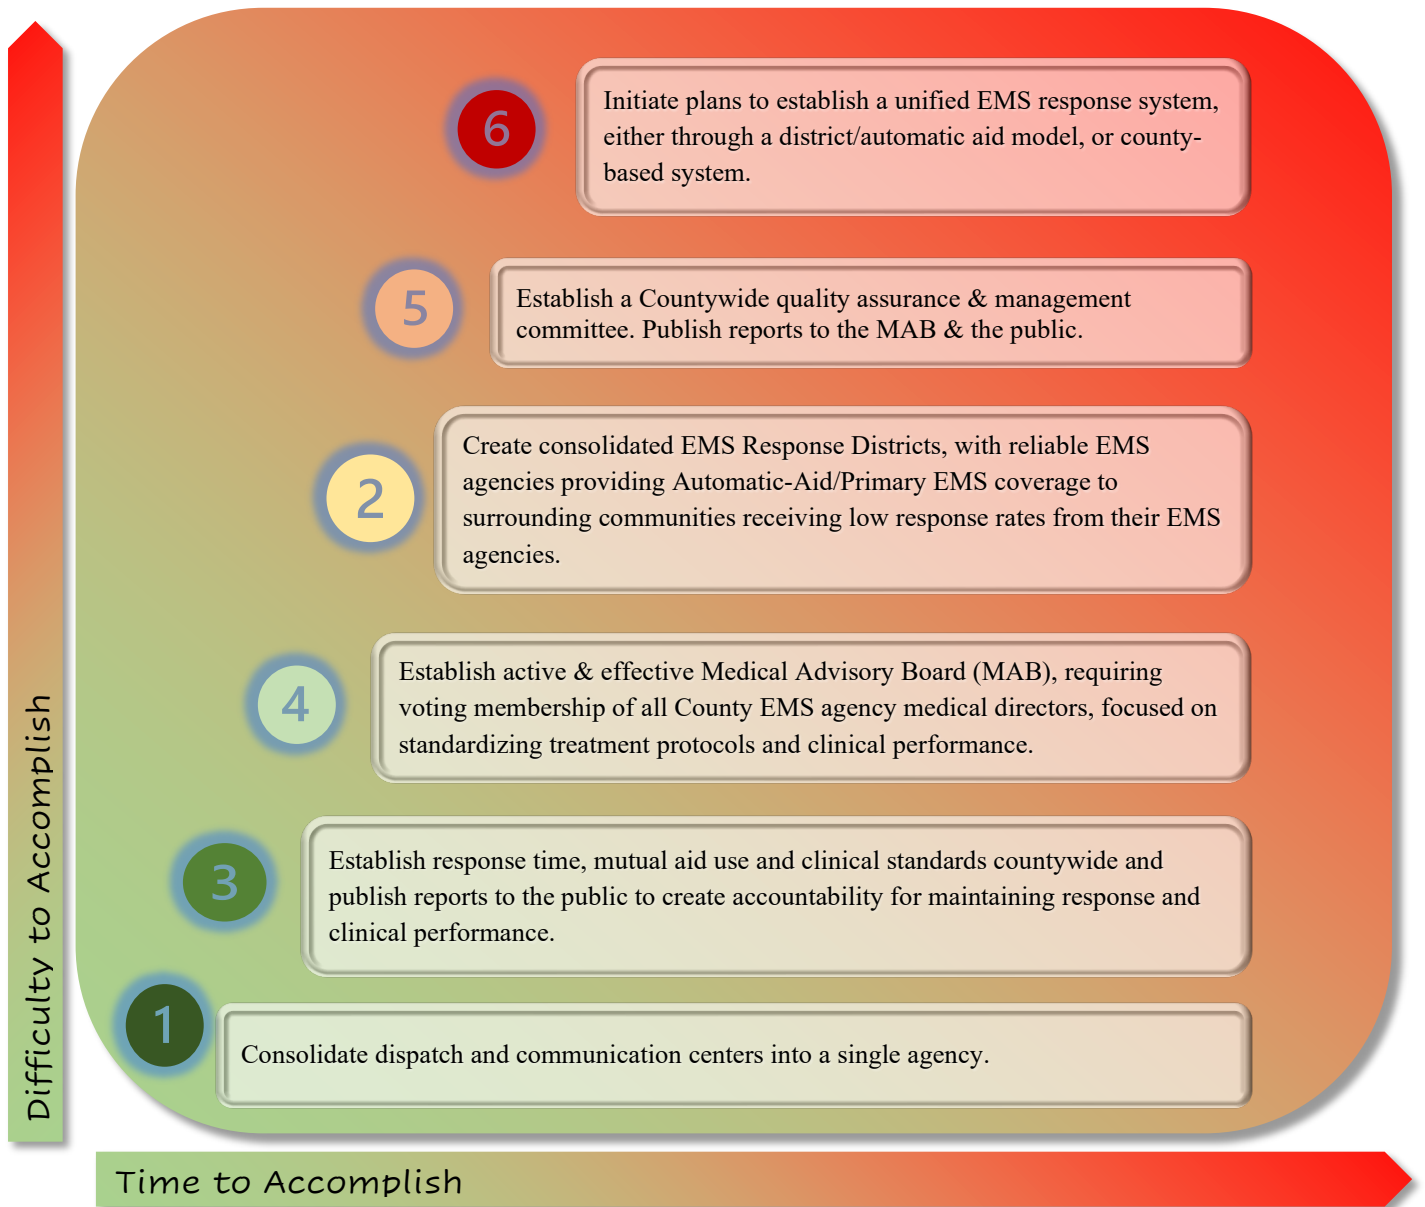 6
Initiate plans to establish a unified EMS response system,
either through a district/automatic aid model, or county-
based system.
5
Establish a Countywide quality assurance & management
committee. Publish reports to the MAB & the public.
2
Create consolidated EMS Response Districts, with reliable EMS
agencies providing Automatic-Aid/Primary EMS coverage to
surrounding communities receiving low response rates from their EMS
agencies.
4
Establish active & effective Medical Advisory Board (MAB), requiring
voting membership of all County EMS agency medical directors, focused on
standardizing treatment protocols and clinical performance.
3
Establish response time, mutual aid use and clinical standards countywide and
publish reports to the public to create accountability for maintaining response and
clinical performance.
1
Consolidate dispatch and communication centers into a single agency.
Difficulty to Accomplish
Time to Accomplish